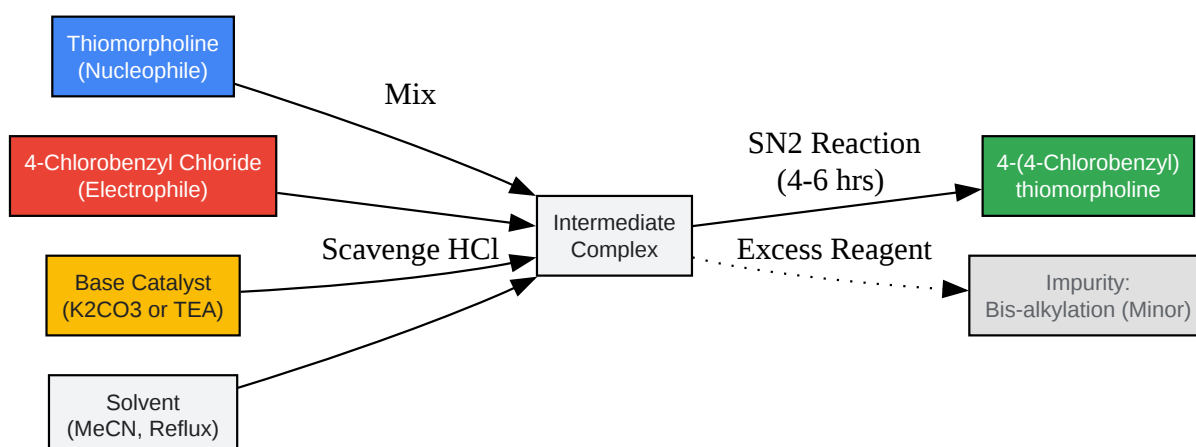 Thiomorpholine
(Nucleophile)
Mix
4-Chlorobenzyl Chloride
(Electrophile)
SN2 Reaction
(4-6 hrs)
4-(4-Chlorobenzyl)
thiomorpholine
Intermediate
Complex
Scavenge HCl
Excess Reagent
Base Catalyst
(K2CO3 or TEA)
Impurity:
Bis-alkylation (Minor)
Solvent
(MeCN, Reflux)